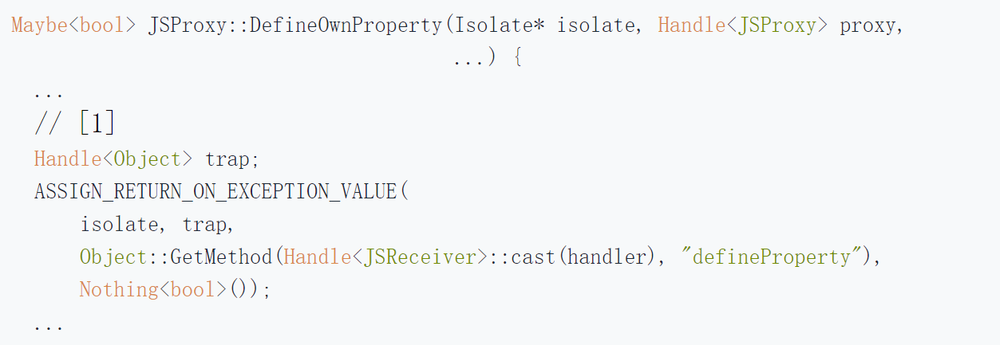 Maybe<bool> JSProxy::DefineOwnProperty(Isolate* isolate, Handle<JSProxy> proxy,
...) {
...
// [1]
Handle<Object> trap;
ASSIGN_RETURN_ON_EXCEPTION_VALUE(
isolate, trap,
Object::GetMethod(Handle<JSReceiver>::cast(handler), "defineProperty"),
Nothing<bool>());
...